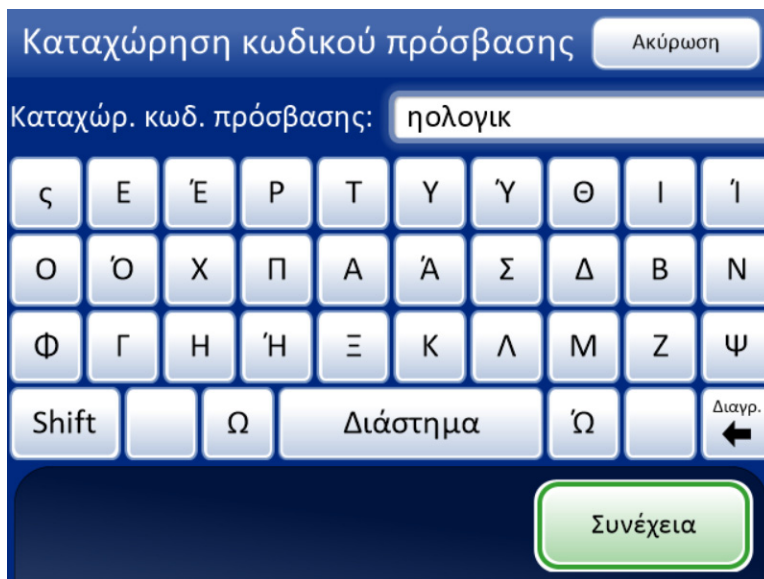 Καταχώρηση κωδικού πρόσβασης Ακύρωση
Καταχώρ. κωδ. πρόσβασης: ηολογικ
ς Ε Έ Ρ Τ Υ Ύ Θ Ι Ί
Ο Ό Χ Π Α Ά Σ Δ Β Ν
Φ Γ Η Ή Ξ Κ Λ Μ Ζ Ψ
Shift Ω Διάστημα Ώ Διαγρ.
Συνέχεια